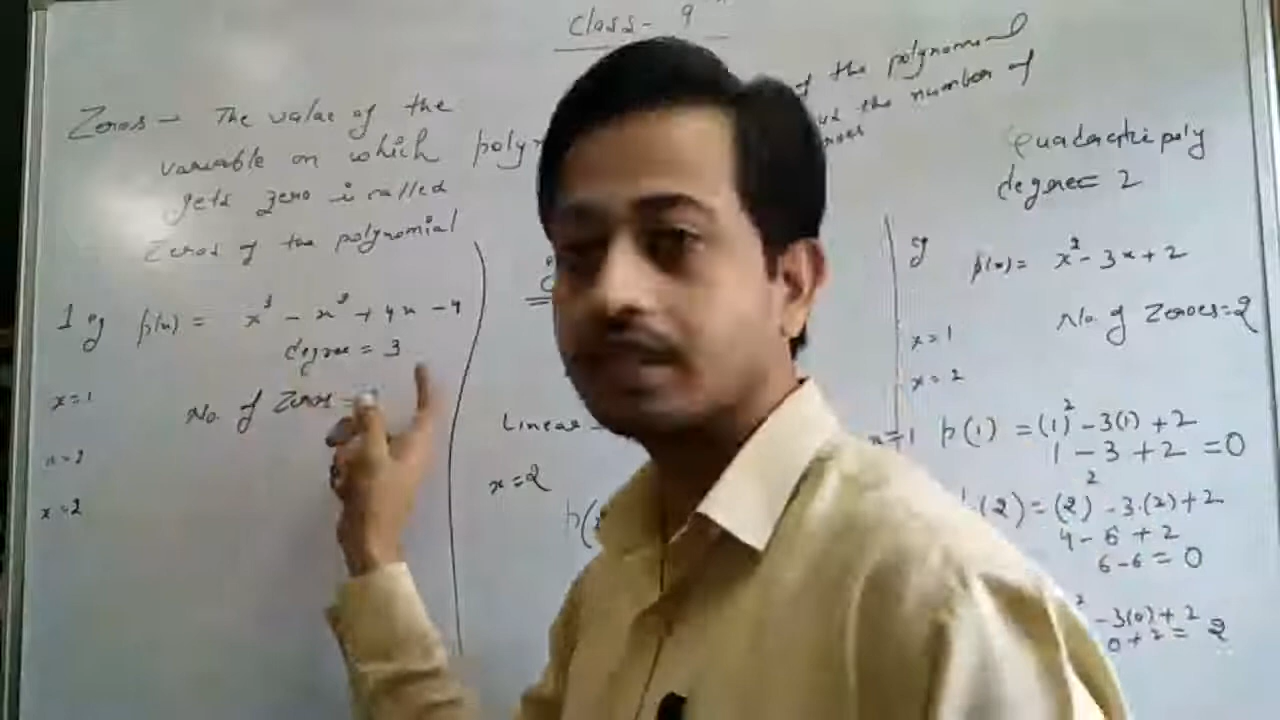 Class - 9
Zeros - The value of the
variable on which polyn
gets zero is called
Zeros of the polynomial
of the polynomial
the number of
Quadractic poly
degree = 2
1 eg p(x) = x³ - x² + 4x - 4
degree = 3
No. of Zeros =
x = 1
x = 2
x = 2
Linear -
x = 2
eg p(x) = x² - 3x + 2
No. of Zeroes = 2
x = 1
x = 2
x=1 p(1) = (1)² - 3(1) + 2
1 - 3 + 2 = 0
(2) = (2)² - 3.(2) + 2
4 - 6 + 2
6 - 6 = 0
- 3(0) + 2
0 + 2 = 2